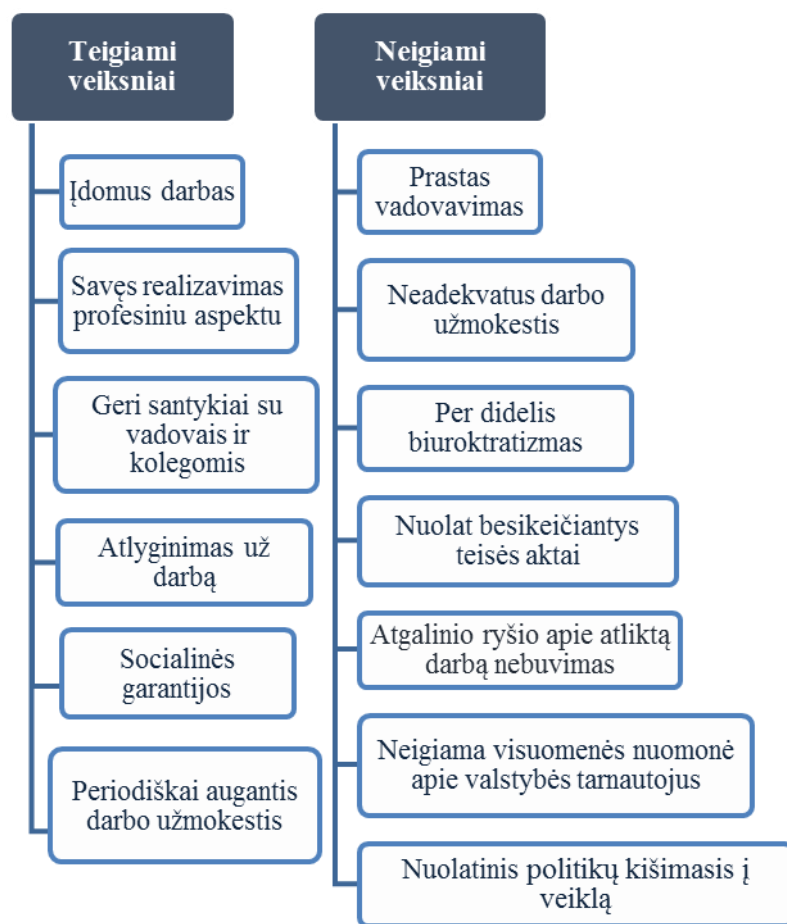 Teigiami
veiksniai
Įdomus darbas
Savęs realizavimas
profesiniu aspektu
Geri santykiai su
vadovais ir
kolegomis
Atlyginimas už
darbą
Socialinės
garantijos
Periodiškai augantis
darbo užmokestis
Neigiami
veiksniai
Prastas
vadovavimas
Neadekvatus darbo
užmokestis
Per didelis
biuroktratizmas
Nuolat besikeičiantys
teisės aktai
Atgalinio ryšio apie atliktą
darbą nebuvimas
Neigiama visuomenės nuomonė
apie valstybės tarnautojus
Nuolatinis politikų kišimasis į
veiklą